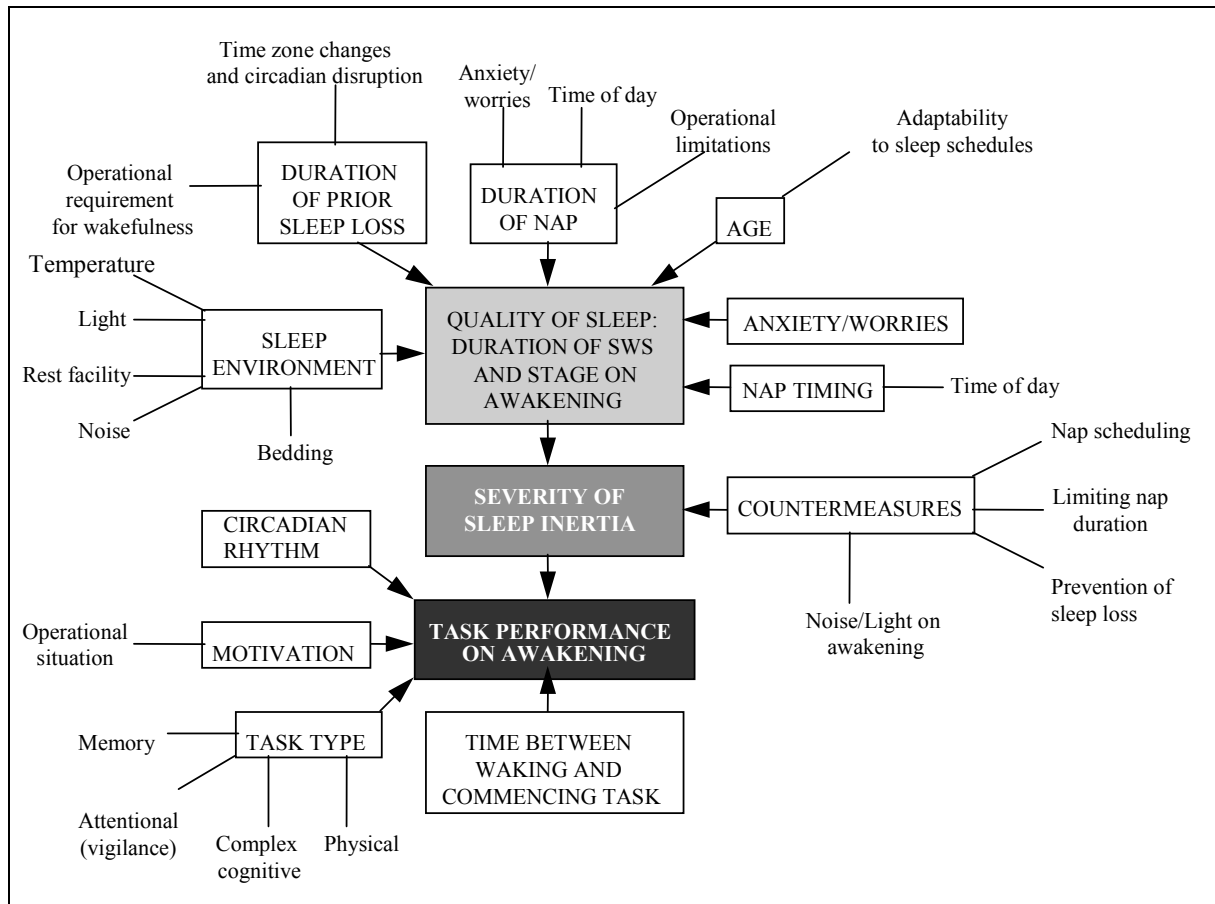 Time zone changes
and circadian disruption
Anxiety/
worries
Time of day
Operational
limitations
Adaptability
to sleep schedules
Operational
requirement
for wakefulness
DURATION
OF PRIOR
SLEEP LOSS
DURATION
OF NAP
AGE
Temperature
Light
Rest facility
Noise
Bedding
SLEEP
ENVIRONMENT
QUALITY OF SLEEP:
DURATION OF SWS
AND STAGE ON
AWAKENING
ANXIETY/WORRIES
NAP TIMING
Time of day
SEVERITY OF
SLEEP INERTIA
COUNTERMEASURES
Nap scheduling
Limiting nap
duration
Prevention of
sleep loss
Noise/Light on
awakening
CIRCADIAN
RHYTHM
Operational
situation
MOTIVATION
TASK PERFORMANCE
ON AWAKENING
Memory
TASK TYPE
Attentional
(vigilance)
Complex
cognitive
Physical
TIME BETWEEN
WAKING AND
COMMENCING TASK